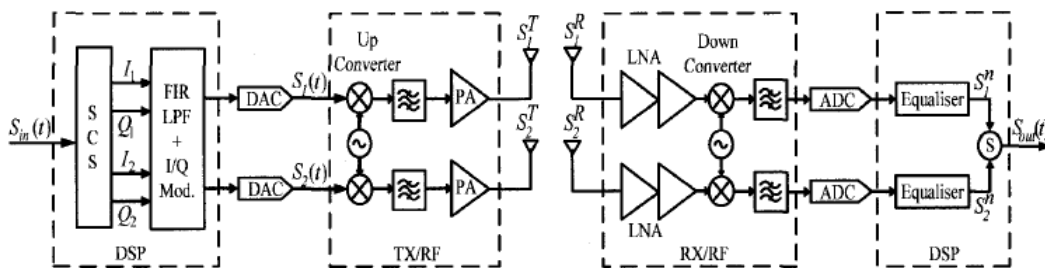 S_in(t)
S
C
S
I_1
Q_1
I_2
Q_2
FIR
LPF
+
I/Q
Mod.
DSP
DAC
S_1(t)
DAC
S_2(t)
Up
Converter
PA
PA
TX/RF
S_1^T
S_2^T
S_1^R
S_2^R
LNA
LNA
Down
Converter
RX/RF
ADC
ADC
Equaliser
Equaliser
S_1^n
S_2^n
S
S_out(t)
DSP